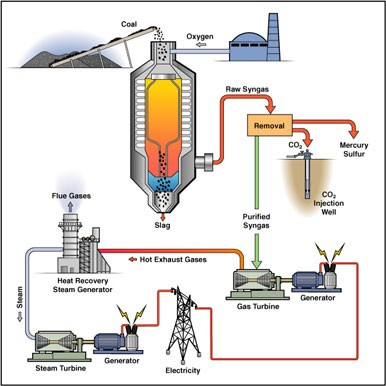 Coal
Oxygen
Raw Syngas
Removal
CO₂
Mercury
Sulfur
CO₂
Injection
Well
Slag
Purified
Syngas
Flue Gases
Hot Exhaust Gases
Heat Recovery
Steam Generator
Gas Turbine
Generator
Steam
Steam Turbine
Generator
Electricity